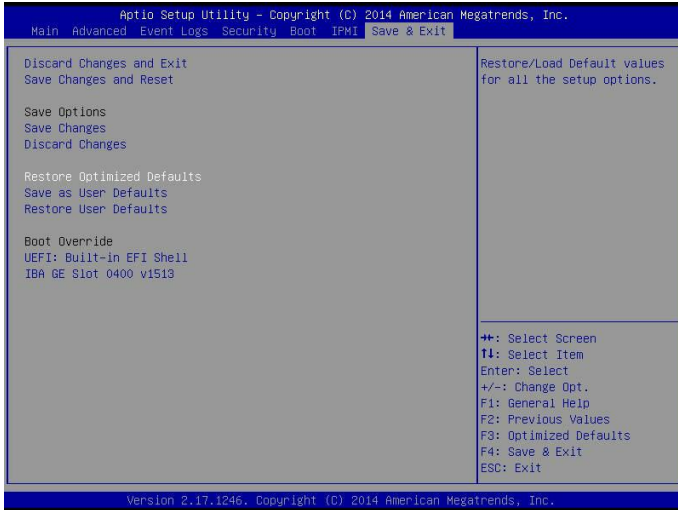 Aptio Setup Utility – Copyright (C) 2014 American Megatrends, Inc.
Main Advanced Event Logs Security Boot IPMI Save & Exit
Discard Changes and Exit
Save Changes and Reset
Save Options
Save Changes
Discard Changes
Restore Optimized Defaults
Save as User Defaults
Restore User Defaults
Boot Override
UEFI: Built-in EFI Shell
IBA GE Slot 0400 v1513
Restore/Load Default values
for all the setup options.
→←: Select Screen
↑↓: Select Item
Enter: Select
+/-: Change Opt.
F1: General Help
F2: Previous Values
F3: Optimized Defaults
F4: Save & Exit
ESC: Exit
Version 2.17.1246. Copyright (C) 2014 American Megatrends, Inc.